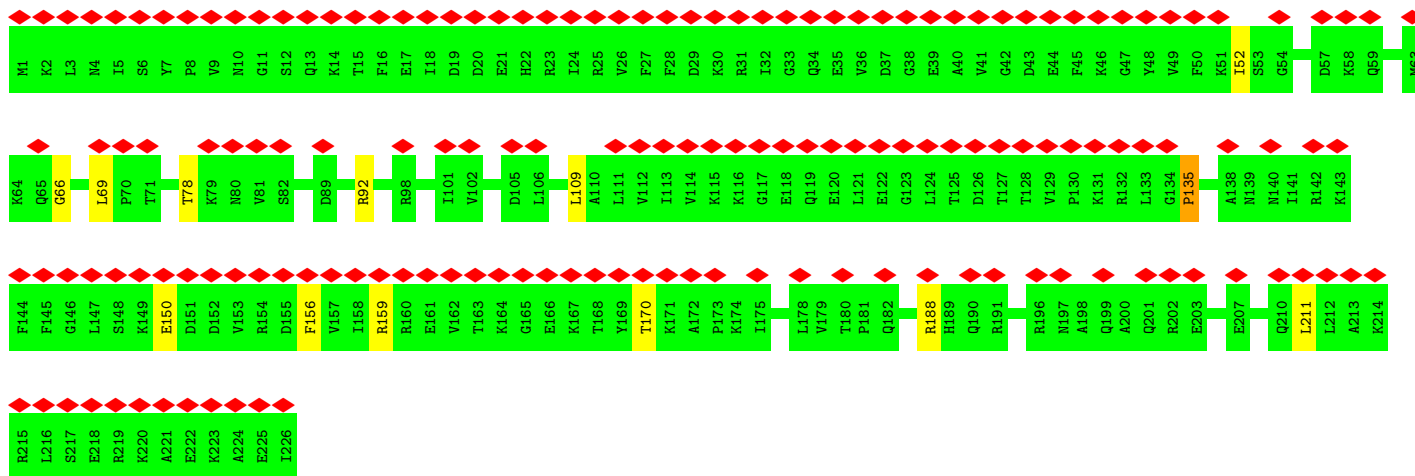 M1 K2 L3 N4 I5 S6 Y7 P8 V9 N10 G11 S12 Q13 K14 T15 F16 E17 I18 D19 D20 E21 H22 R23 I24 R25 V26 F27 F28 D29 K30 R31 I32 G33 Q34 E35 V36 D37 G38 E39 A40 V41 G42 D43 E44 F45 K46 G47 Y48 V49 F50 K51 I52 S53 G54 D57 K58 Q59 M63
K64 Q65 G66 L69 P70 T71 T78 K79 N80 V81 S82 D89 R92 R98 I101 V102 D105 L106 L109 A110 L111 V112 I113 V114 K115 K116 G117 E118 Q119 E120 L121 E122 G123 L124 T125 D126 T127 T128 V129 P130 K131 R132 L133 G134 P135 A138 N139 N140 I141 R142 K143
F144 F145 G146 L147 S148 K149 E150 D151 D152 V153 R154 D155 F156 V157 I158 R159 R160 E161 V162 T163 K164 G165 E166 K167 T168 Y169 T170 K171 A172 P173 K174 I175 L178 V179 T180 P181 Q182 R188 H189 Q190 R191 R196 N197 A198 Q199 A200 Q201 R202 E203 E207 Q210 L211 L212 A213 K214
R215 L216 S217 E218 R219 K220 A221 E222 K223 A224 E225 I226